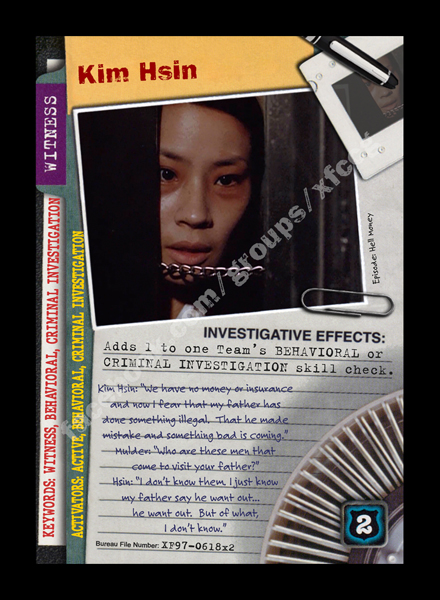 Kim Hsin
WITNESS
KEYWORDS: WITNESS, BEHAVIORAL, CRIMINAL INVESTIGATION
ACTIVATORS: ACTIVE, BEHAVIORAL, CRIMINAL INVESTIGATION
Episode: Hell Money
INVESTIGATIVE EFFECTS:
Adds 1 to one Team's BEHAVIORAL or
CRIMINAL INVESTIGATION skill check.
Kim Hsin: "We have no money or insurance
and now I fear that my father has
done something illegal. That he made
mistake and something bad is coming."
Mulder: "Who are these men that
come to visit your father?"
Hsin: "I don't know them. I just know
my father say he want out...
he want out. But of what,
I don't know."
2
Bureau File Number: XF97-0618x2
.com/groups/xfccg